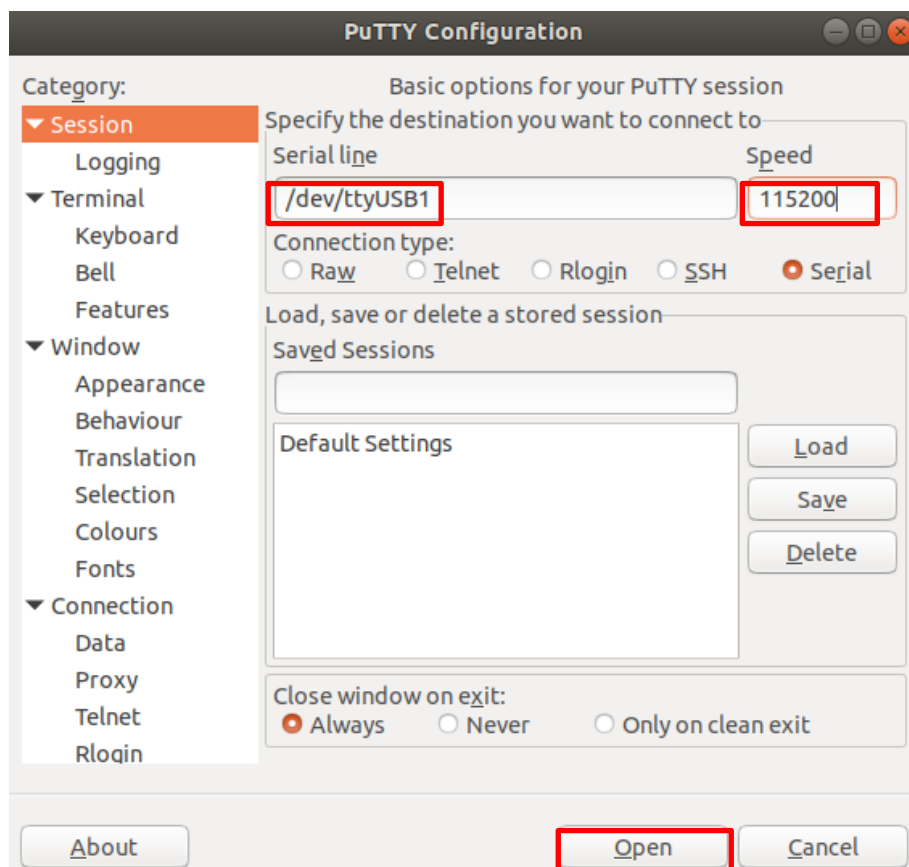 PuTTY Configuration
Category:
Session
Logging
Terminal
Keyboard
Bell
Features
Window
Appearance
Behaviour
Translation
Selection
Colours
Fonts
Connection
Data
Proxy
Telnet
Rlogin
Basic options for your PuTTY session
Specify the destination you want to connect to
Serial line Speed
/dev/ttyUSB1 115200
Connection type:
Raw Telnet Rlogin SSH Serial
Load, save or delete a stored session
Saved Sessions
Default Settings
Load
Save
Delete
Close window on exit:
Always Never Only on clean exit
About Open Cancel